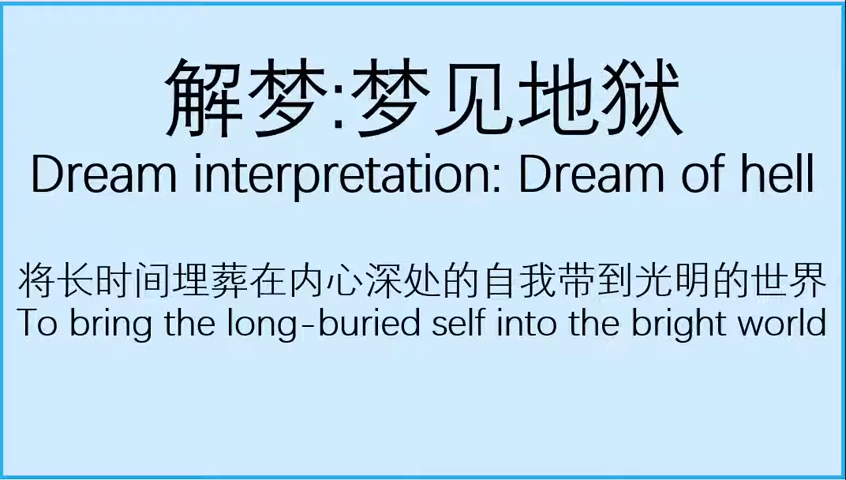 解梦:梦见地狱
Dream interpretation: Dream of hell
将长时间埋葬在内心深处的自我带到光明的世界
To bring the long-buried self into the bright world